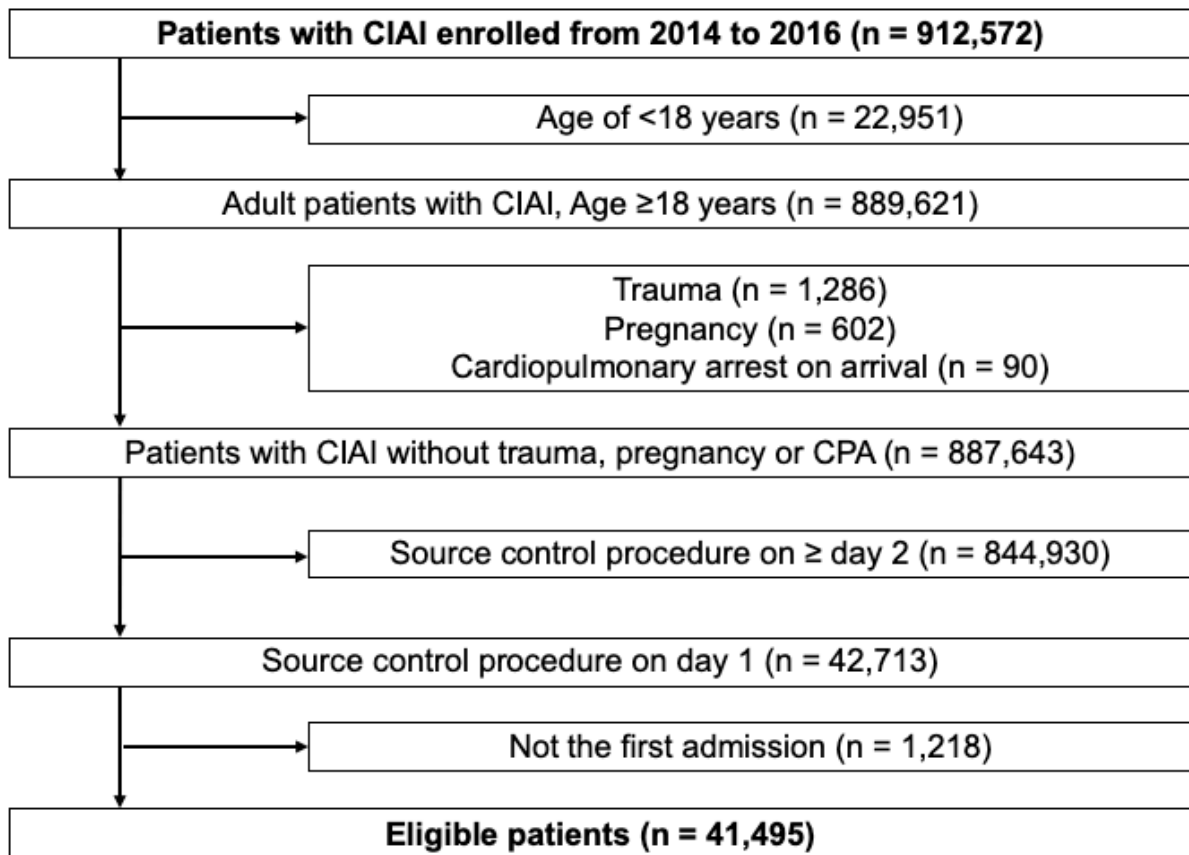 Patients with CIAI enrolled from 2014 to 2016 (n = 912,572)
Age of <18 years (n = 22,951)
Adult patients with CIAI, Age ≥18 years (n = 889,621)
Trauma (n = 1,286)
Pregnancy (n = 602)
Cardiopulmonary arrest on arrival (n = 90)
Patients with CIAI without trauma, pregnancy or CPA (n = 887,643)
Source control procedure on ≥ day 2 (n = 844,930)
Source control procedure on day 1 (n = 42,713)
Not the first admission (n = 1,218)
Eligible patients (n = 41,495)